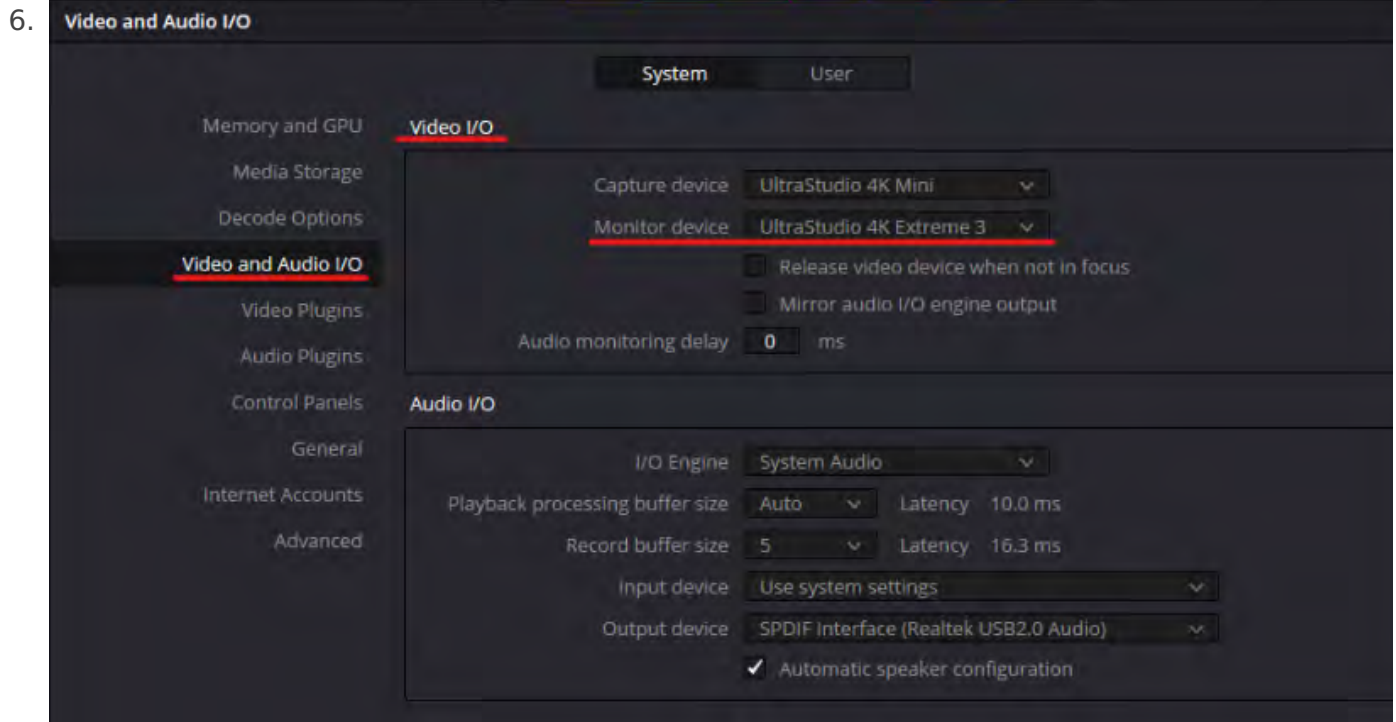 6. Video and Audio I/O
System User
Memory and GPU
Media Storage
Decode Options
Video and Audio I/O
Video Plugins
Audio Plugins
Control Panels
General
Internet Accounts
Advanced
Video I/O
Capture device UltraStudio 4K Mini
Monitor device UltraStudio 4K Extreme 3
Release video device when not in focus
Mirror audio I/O engine output
Audio monitoring delay 0 ms
Audio I/O
I/O Engine System Audio
Playback processing buffer size Auto Latency 10.0 ms
Record buffer size 5 Latency 16.3 ms
Input device Use system settings
Output device SPDIF Interface (Realtek USB2.0 Audio)
Automatic speaker configuration